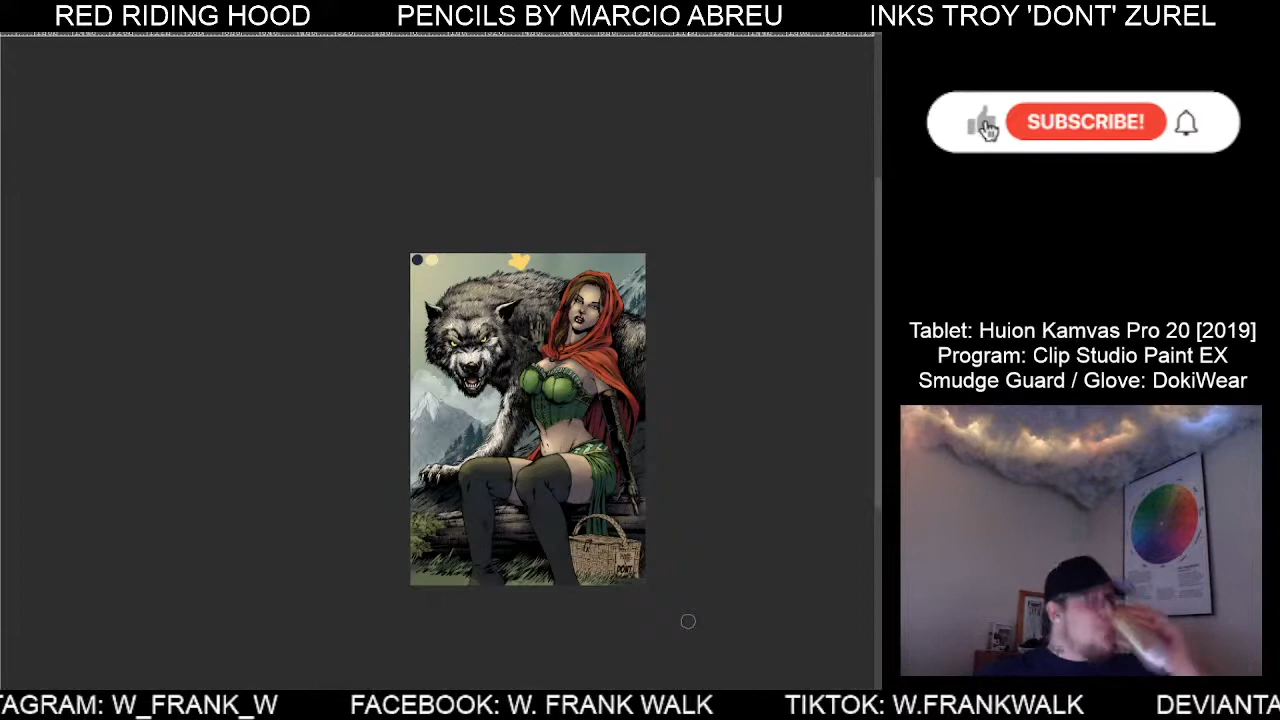 RED RIDING HOOD PENCILS BY MARCIO ABREU INKS TROY 'DONT' ZUREL
SUBSCRIBE!
Tablet: Huion Kamvas Pro 20 [2019]
Program: Clip Studio Paint EX
Smudge Guard / Glove: DokiWear
DONT
TAGRAM: W_FRANK_W FACEBOOK: W. FRANK WALK TIKTOK: W.FRANKWALK DEVIANTA